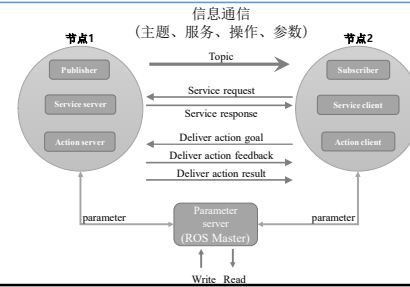 信息通信
(主题、服务、操作、参数)
节点1
节点2
Topic
Publisher
Subscriber
Service request
Service server
Service client
Service response
Deliver action goal
Action server
Action client
Deliver action feedback
Deliver action result
parameter
Parameter
server
(ROS Master)
parameter
Write Read